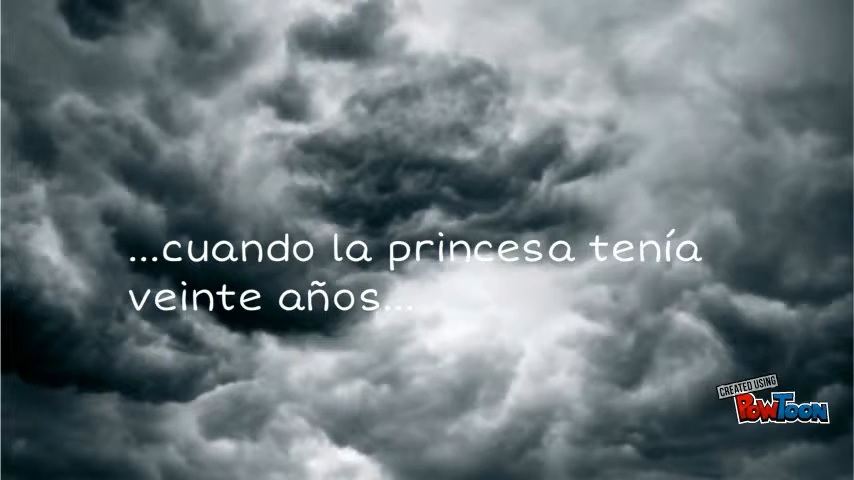 ...cuando la princesa tenía
veinte años...
CREATED USING
POWTOON